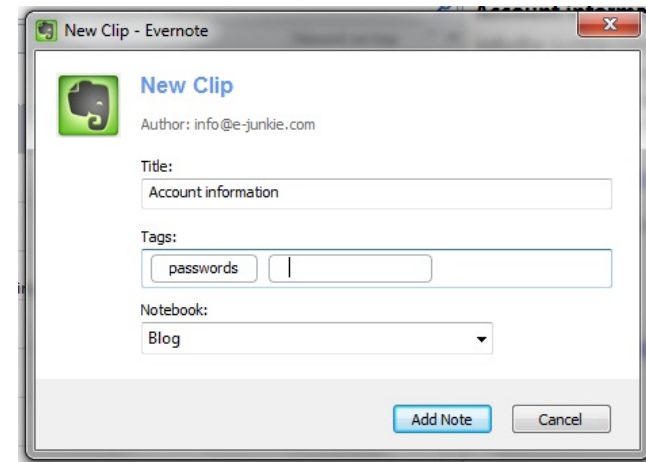 New Clip - Evernote
New Clip
Author: info@e-junkie.com
Title:
Account information
Tags:
passwords
Notebook:
Blog
Add Note
Cancel